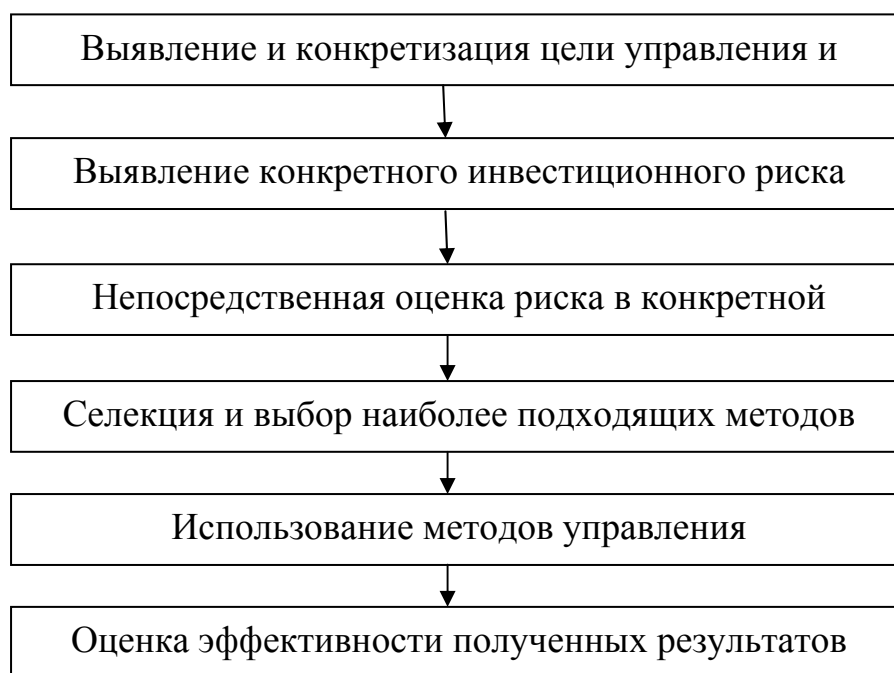 Выявление и конкретизация цели управления и
Выявление конкретного инвестиционного риска
Непосредственная оценка риска в конкретной
Селекция и выбор наиболее подходящих методов
Использование методов управления
Оценка эффективности полученных результатов